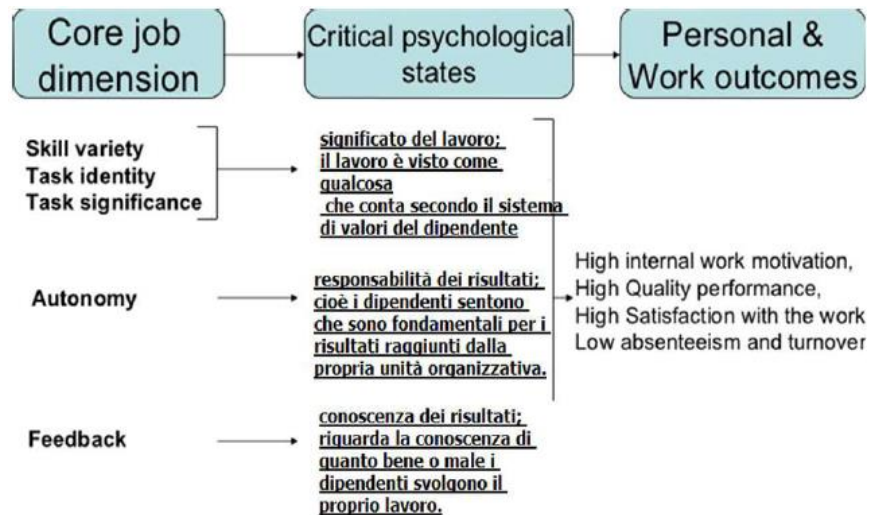 Core job
dimension
Critical psychological
states
Personal &
Work outcomes
Skill variety
Task identity
Task significance
significato del lavoro;
il lavoro è visto come
qualcosa
che conta secondo il sistema
di valori del dipendente
Autonomy
responsabilità dei risultati;
cioè i dipendenti sentono
che sono fondamentali per i
risultati raggiunti dalla
propria unità organizzativa.
High internal work motivation,
High Quality performance,
High Satisfaction with the work
Low absenteeism and turnover
Feedback
conoscenza dei risultati;
riguarda la conoscenza di
quanto bene o male i
dipendenti svolgono il
proprio lavoro.